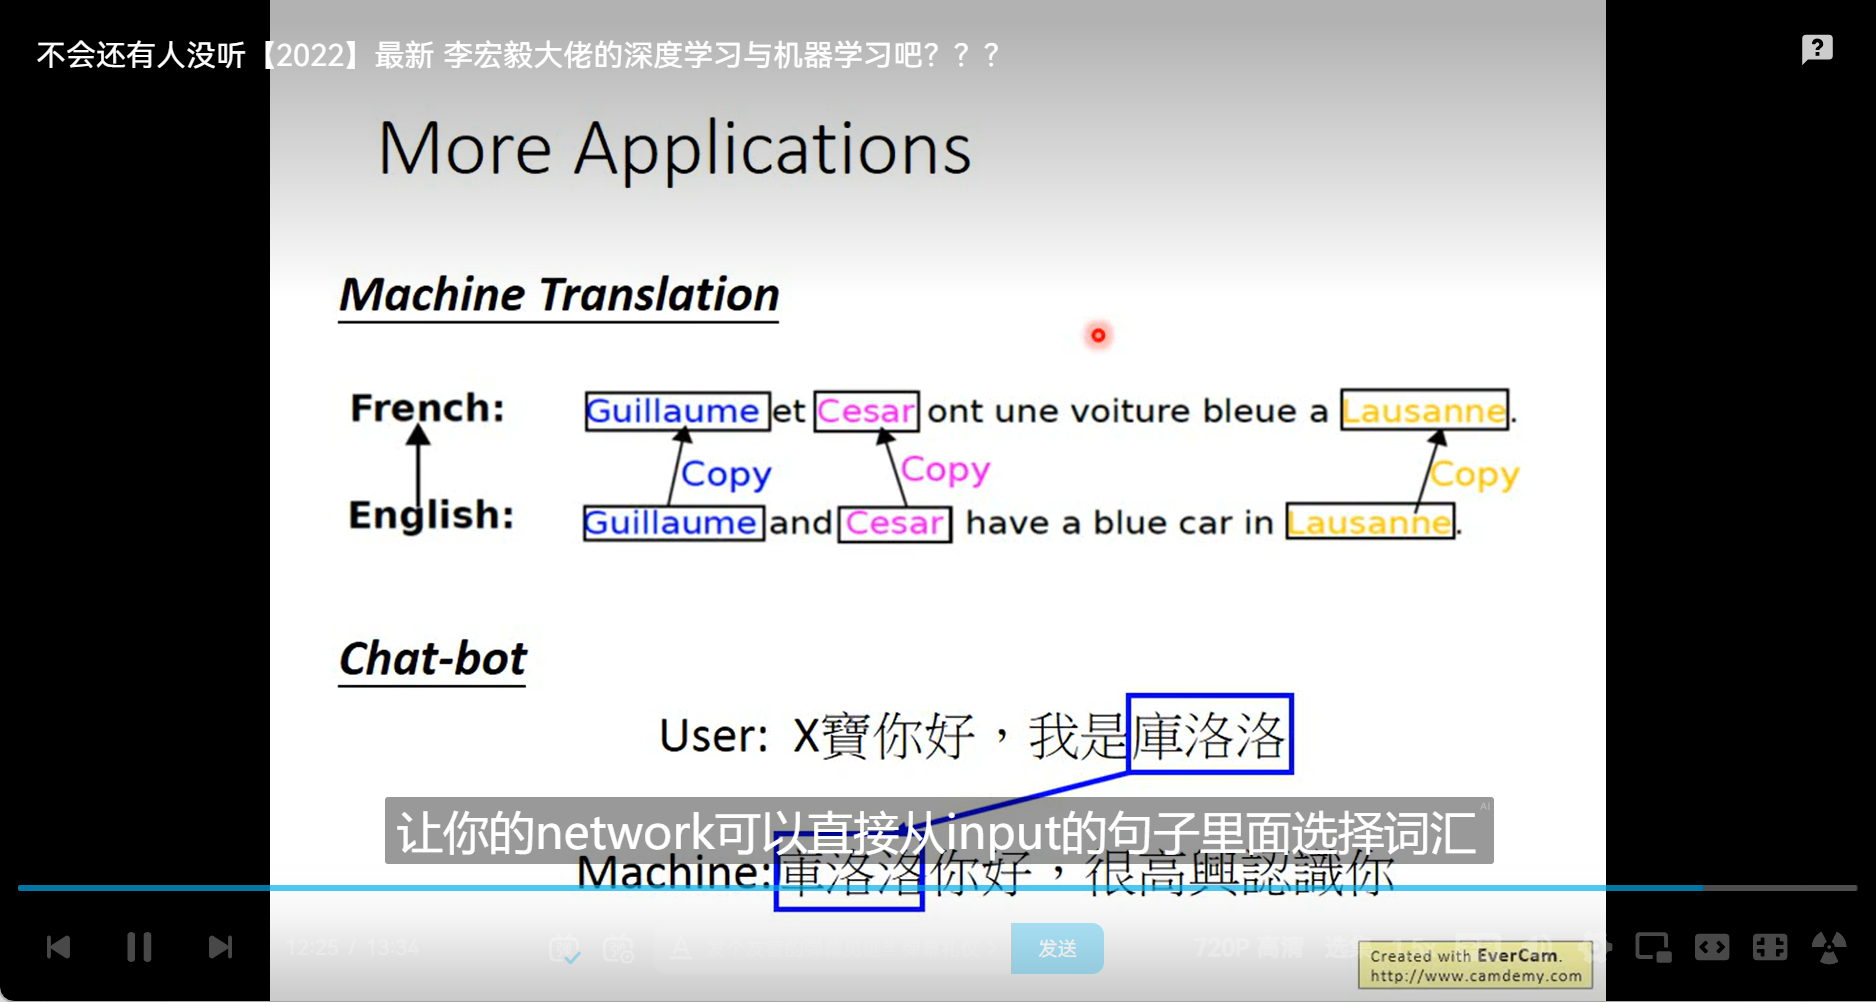 不会还有人没听【2022】最新 李宏毅大佬的深度学习与机器学习吧？？？
More Applications
Machine Translation
French: Guillaume et Cesar ont une voiture bleue a Lausanne.
Copy Copy Copy
English: Guillaume and Cesar have a blue car in Lausanne.
Chat-bot
User: X寶你好，我是庫洛洛
AI
让你的network可以直接从input的句子里面选择词汇
Machine:庫洛洛你好，很高興認識你
12:25 / 13:34
发送
720P 高清
Created with EverCam.
http://www.camdemy.com